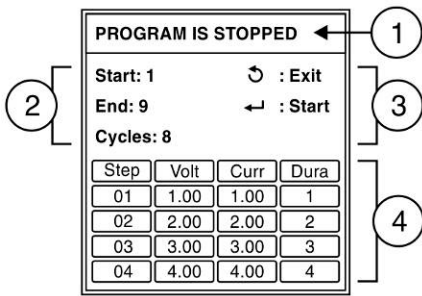 PROGRAM IS STOPPED 1
2
Start: 1 : Exit
End: 9 : Start
Cycles: 8
3
Step Volt Curr Dura
01 1.00 1.00 1
02 2.00 2.00 2
03 3.00 3.00 3
04 4.00 4.00 4
4